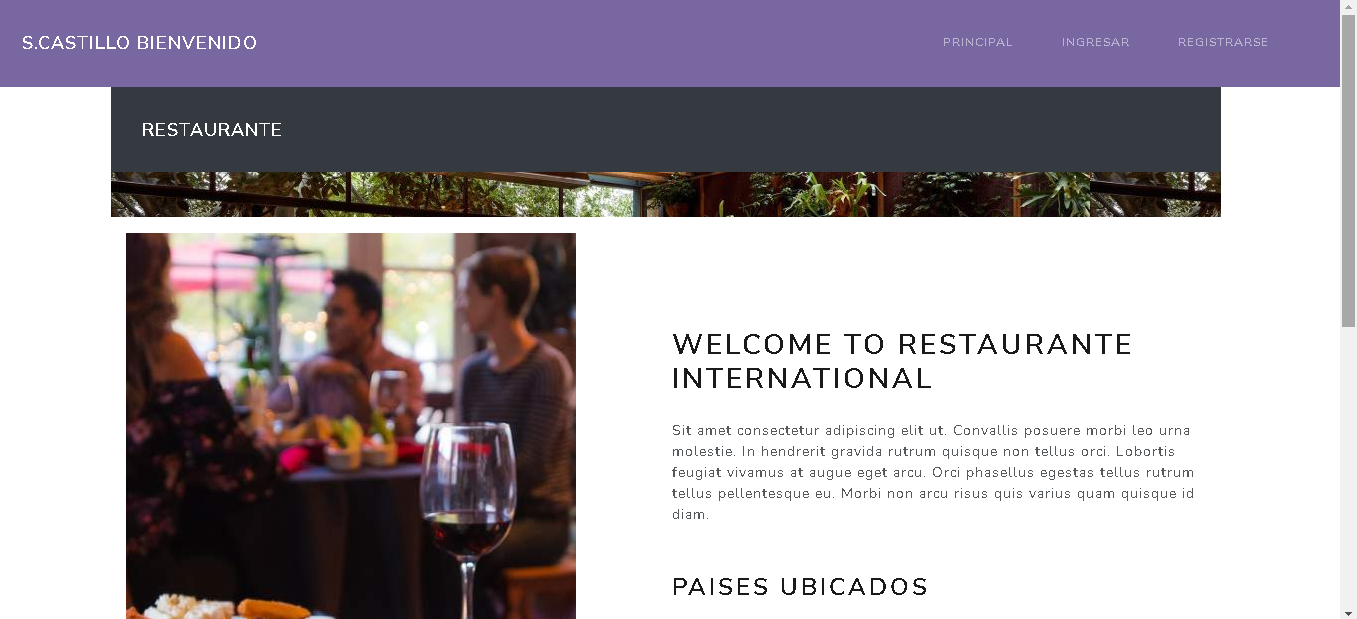 S.CASTILLO BIENVENIDO
PRINCIPAL INGRESAR REGISTRARSE
RESTAURANTE
WELCOME TO RESTAURANTE
INTERNATIONAL
Sit amet consectetur adipiscing elit ut. Convallis posuere morbi leo urna
molestie. In hendrerit gravida rutrum quisque non tellus orci. Lobortis
feugiat vivamus at augue eget arcu. Orci phasellus egestas tellus rutrum
tellus pellentesque eu. Morbi non arcu risus quis varius quam quisque id
diam.
PAISES UBICADOS